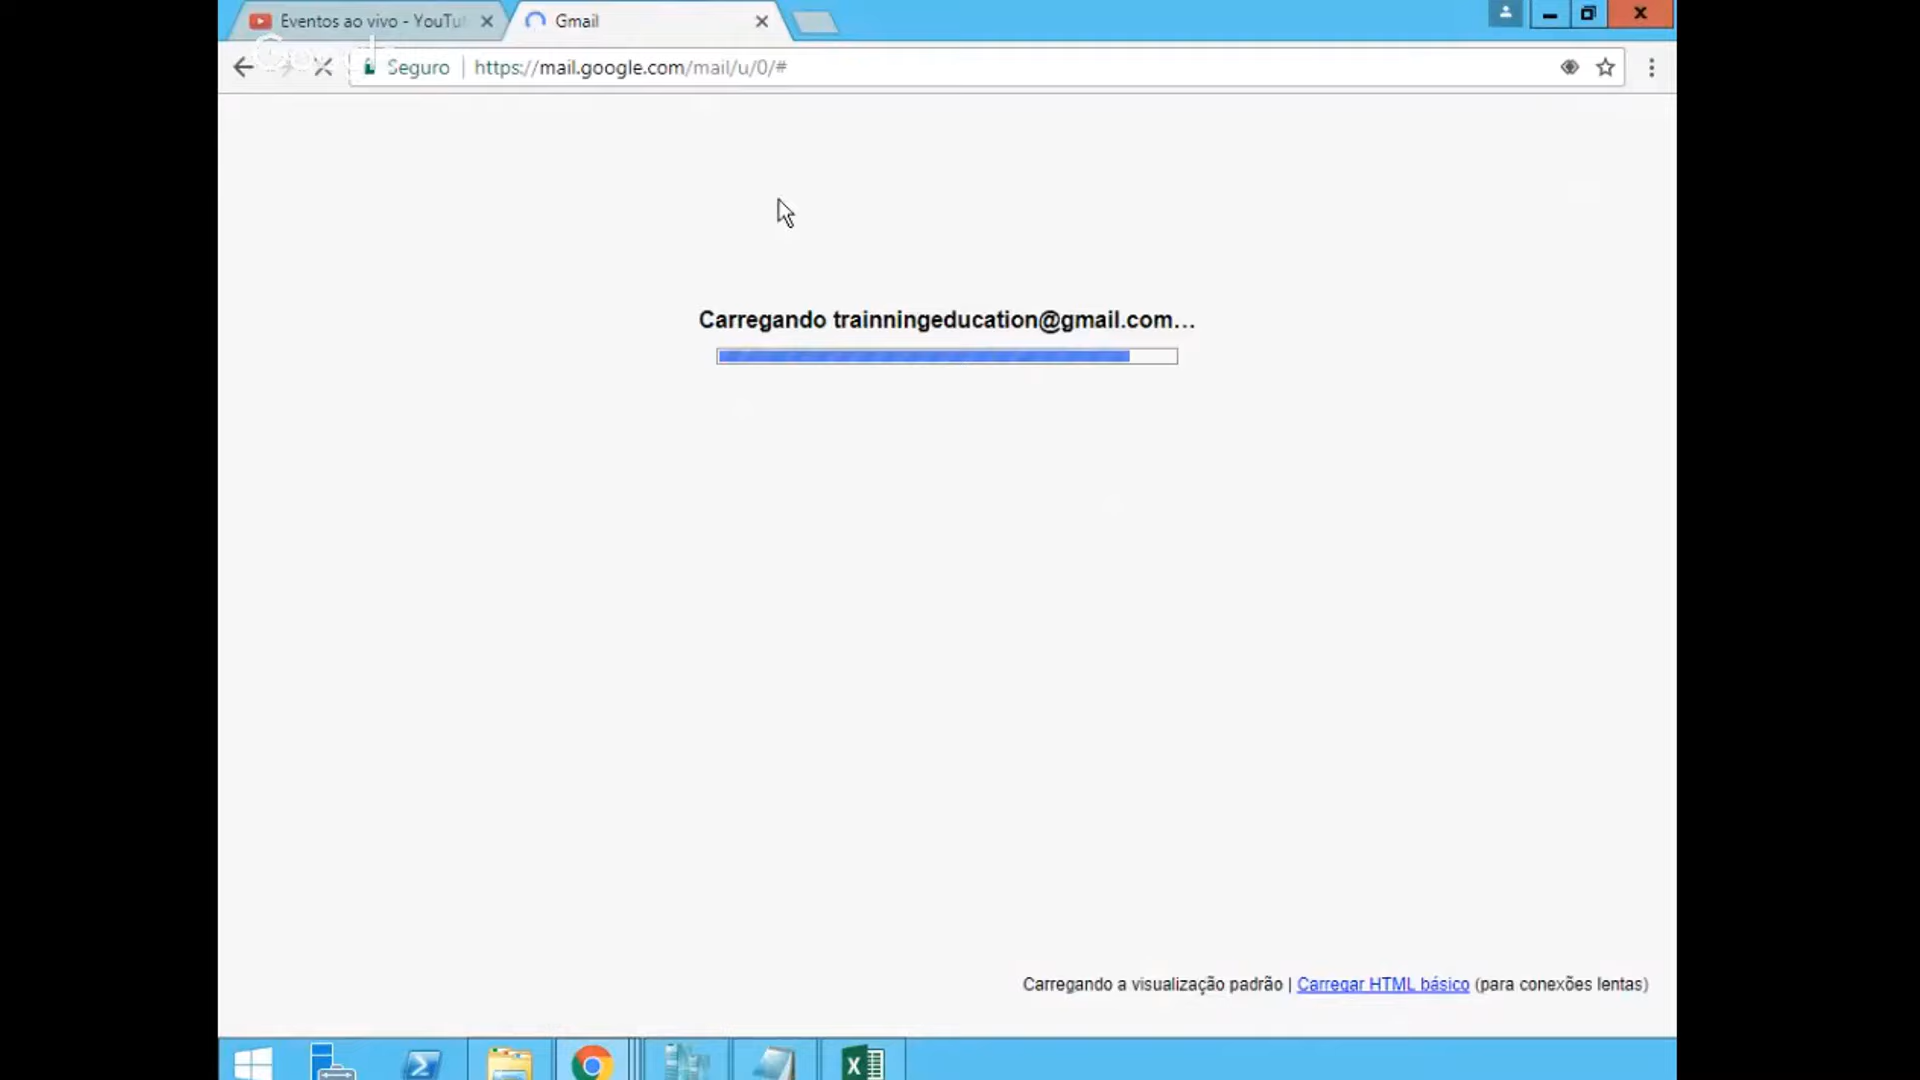 Eventos ao vivo - YouTu
Gmail
Google
Seguro
https://mail.google.com/mail/u/0/#
Carregando trainningeducation@gmail.com...
Carregando a visualização padrão | Carregar HTML básico (para conexões lentas)